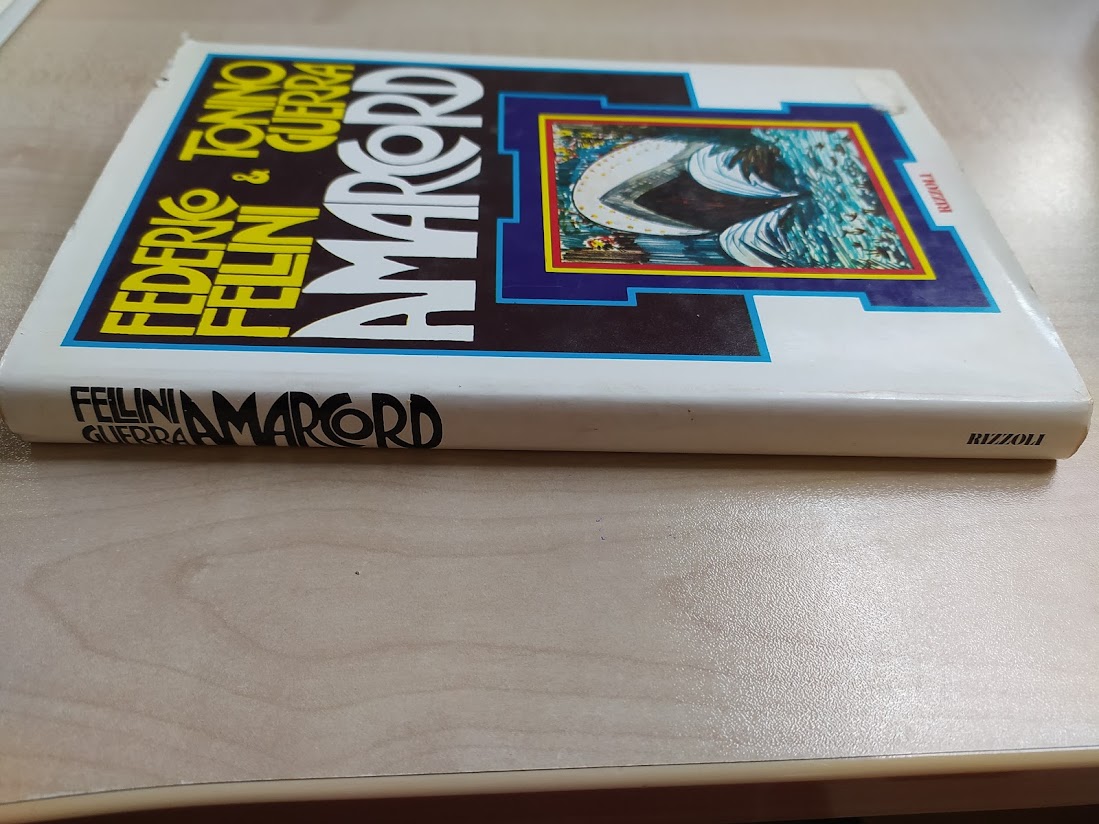 FEDERICO
FELLINI
& TONINO
GUERRA
AMARCORD
RIZZOLI
FELLINI
GUERRA
AMARCORD
RIZZOLI